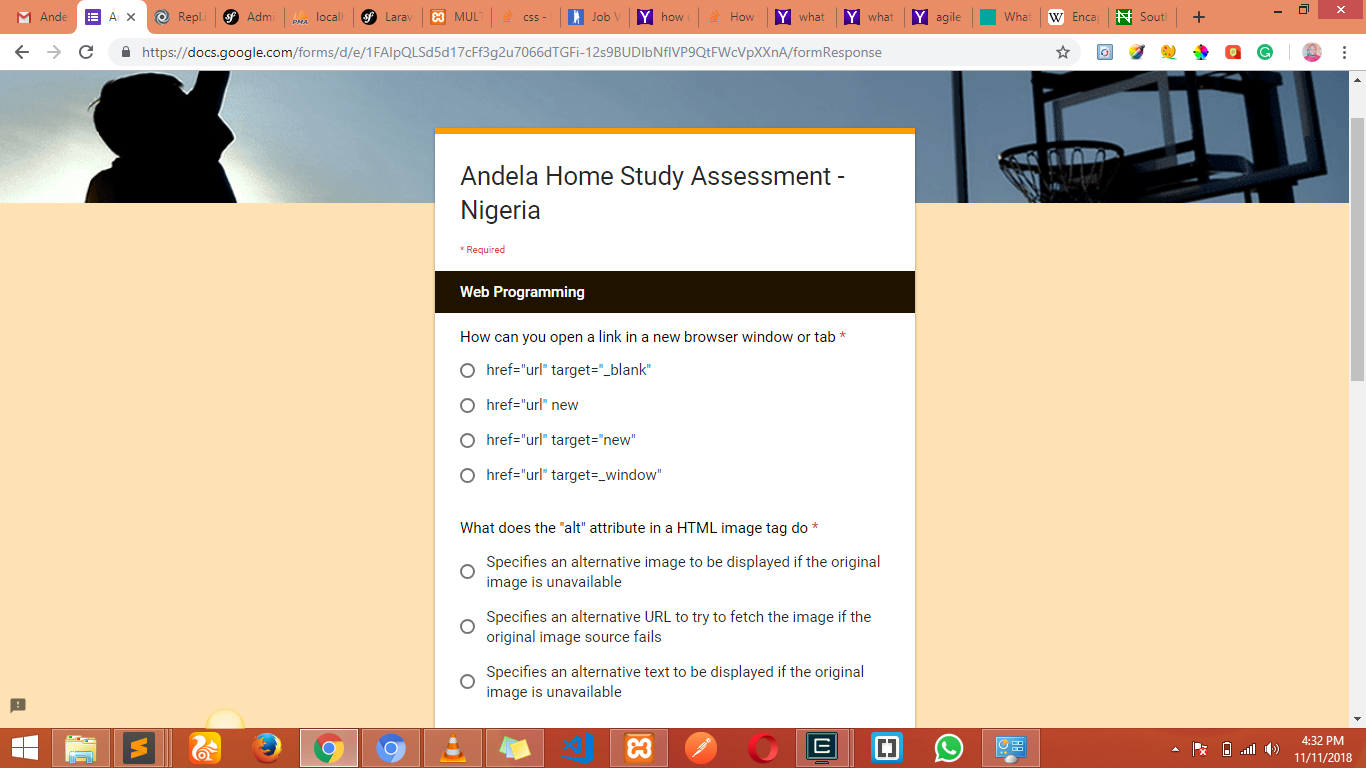 Ande
A
Repl.
Admi
localh
Larav
MULT
css -
Job V
how
How
what
what
agile
What
Encap
South
https://docs.google.com/forms/d/e/1FAIpQLSd5d17cFf3g2u7066dTGFi-12s9BUDIbNflVP9QtFWcVpXXnA/formResponse
Andela Home Study Assessment -
Nigeria
* Required
Web Programming
How can you open a link in a new browser window or tab *
href="url" target="_blank"
href="url" new
href="url" target="new"
href="url" target=_window"
What does the "alt" attribute in a HTML image tag do *
Specifies an alternative image to be displayed if the original
image is unavailable
Specifies an alternative URL to try to fetch the image if the
original image source fails
Specifies an alternative text to be displayed if the original
image is unavailable
4:32 PM
11/11/2018